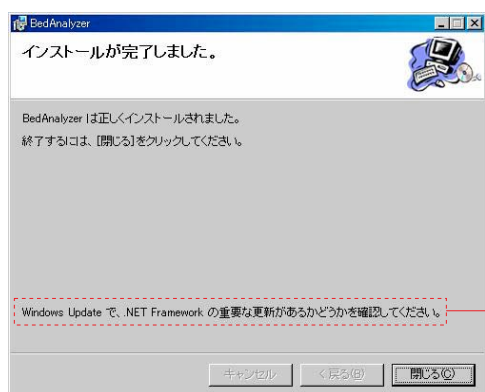 BedAnalyzer
インストールが完了しました。
BedAnalyzer は正しくインストールされました。
終了するには、[閉じる]をクリックしてください。
Windows Update で、.NET Framework の重要な更新があるかどうかを確認してください。
キャンセル
< 戻る(B)
閉じる(C)